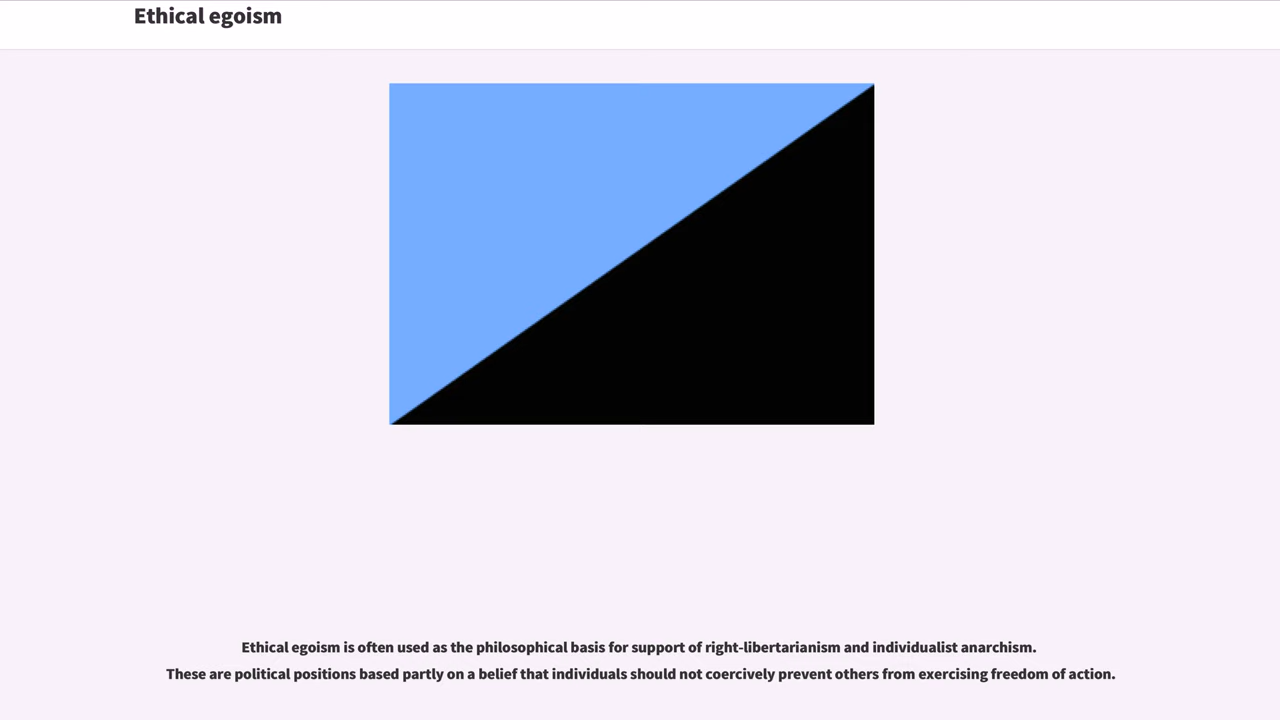 Ethical egoism
Ethical egoism is often used as the philosophical basis for support of right-libertarianism and individualist anarchism.
These are political positions based partly on a belief that individuals should not coercively prevent others from exercising freedom of action.